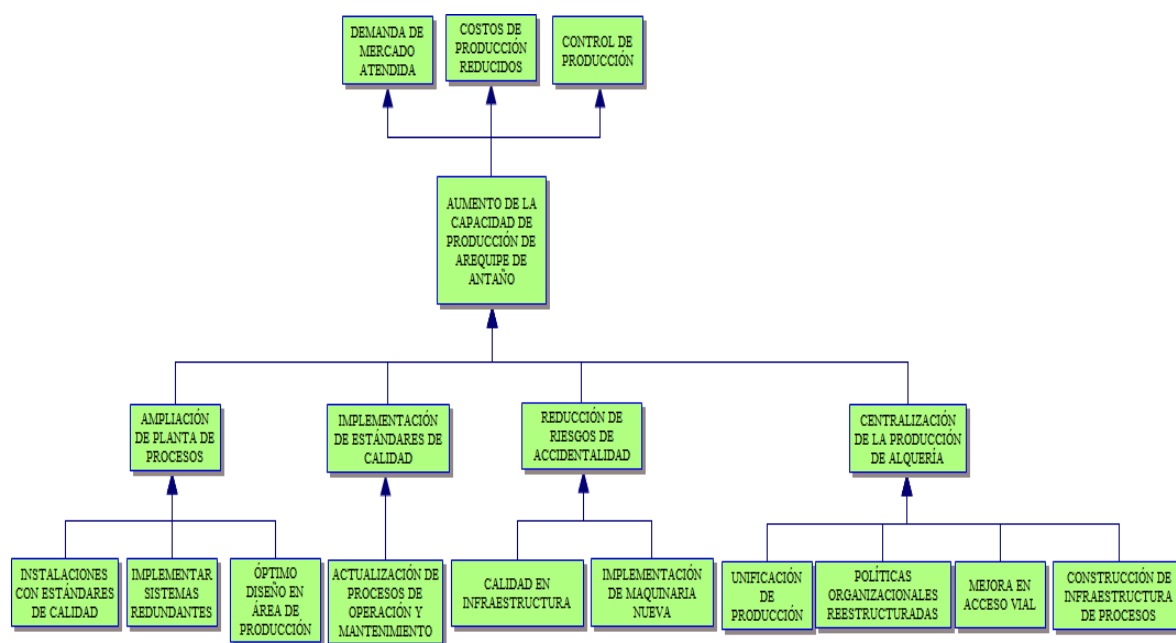 DEMANDA DE
MERCADO
ATENDIDA
COSTOS DE
PRODUCCIÓN
REDUCIDOS
CONTROL DE
PRODUCCIÓN
AUMENTO DE LA
CAPACIDAD DE
PRODUCCIÓN DE
AREQUIPE DE
ANTAÑO
AMPLIACIÓN
DE PLANTA DE
PROCESOS
IMPLEMENTACIÓN
DE ESTÁNDARES DE
CALIDAD
REDUCCIÓN DE
RIESGOS DE
ACCIDENTALIDAD
CENTRALIZACIÓN
DE LA PRODUCCIÓN
DE ALQUERÍA
INSTALACIONES
CON ESTÁNDARES
DE CALIDAD
IMPLEMENTAR
SISTEMAS
REDUNDANTES
ÓPTIMO
DISEÑO EN
ÁREA DE
PRODUCCIÓN
ACTUALIZACIÓN DE
PROCESOS DE
OPERACIÓN Y
MANTENIMIENTO
CALIDAD EN
INFRAESTRUCTURA
IMPLEMENTACIÓN
DE MAQUINARIA
NUEVA
UNIFICACIÓN
DE
PRODUCCIÓN
POLÍTICAS
ORGANIZACIONALES
REESTRUCTURADAS
MEJORA EN
ACCESO VIAL
CONSTRUCCIÓN DE
INFRAESTRUCTURA
DE PROCESOS